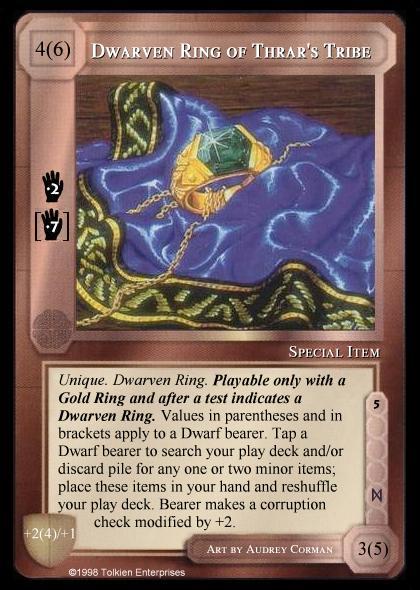 4(6)
DWARVEN RING OF THRAR'S TRIBE
·2
[·7]
SPECIAL ITEM
Unique. Dwarven Ring. Playable only with a
Gold Ring and after a test indicates a
Dwarven Ring. Values in parentheses and in
brackets apply to a Dwarf bearer. Tap a
Dwarf bearer to search your play deck and/or
discard pile for any one or two minor items;
place these items in your hand and reshuffle
your play deck. Bearer makes a corruption
check modified by +2.
5
ᛞ
+2(4)/+1
ART BY AUDREY CORMAN
3(5)
©1998 Tolkien Enterprises